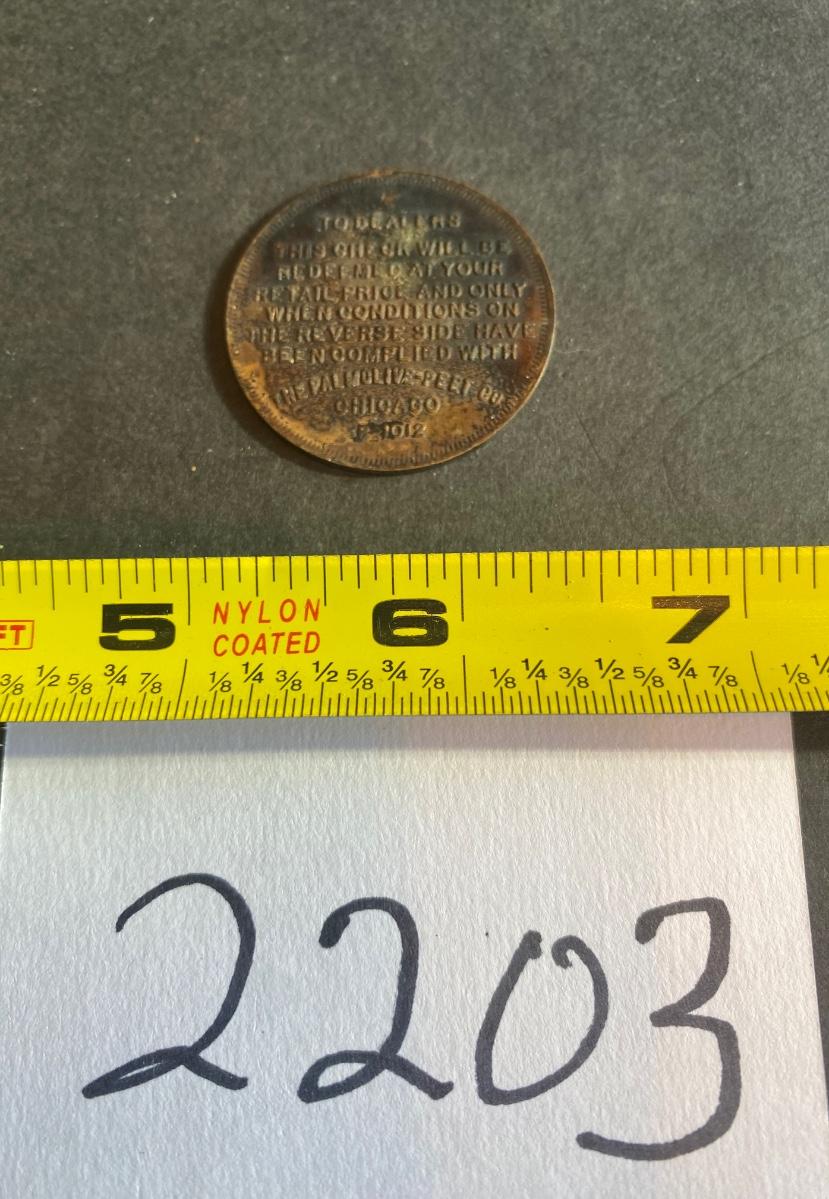 TO DEALERS
THIS CHECK WILL BE
REDEEMED AT YOUR
RETAIL PRICE AND ONLY
WHEN CONDITIONS ON
THE REVERSE SIDE HAVE
BEEN COMPLIED WITH
THE PALMOLIVE-PEET CO.
CHICAGO
P-1012
FT 5 NYLON 6 7
COATED
3/8 1/2 5/8 3/4 7/8 1/8 1/4 3/8 1/2 5/8 3/4 7/8 1/8 1/4 3/8 1/2 5/8 3/4 7/8 1/8
2203